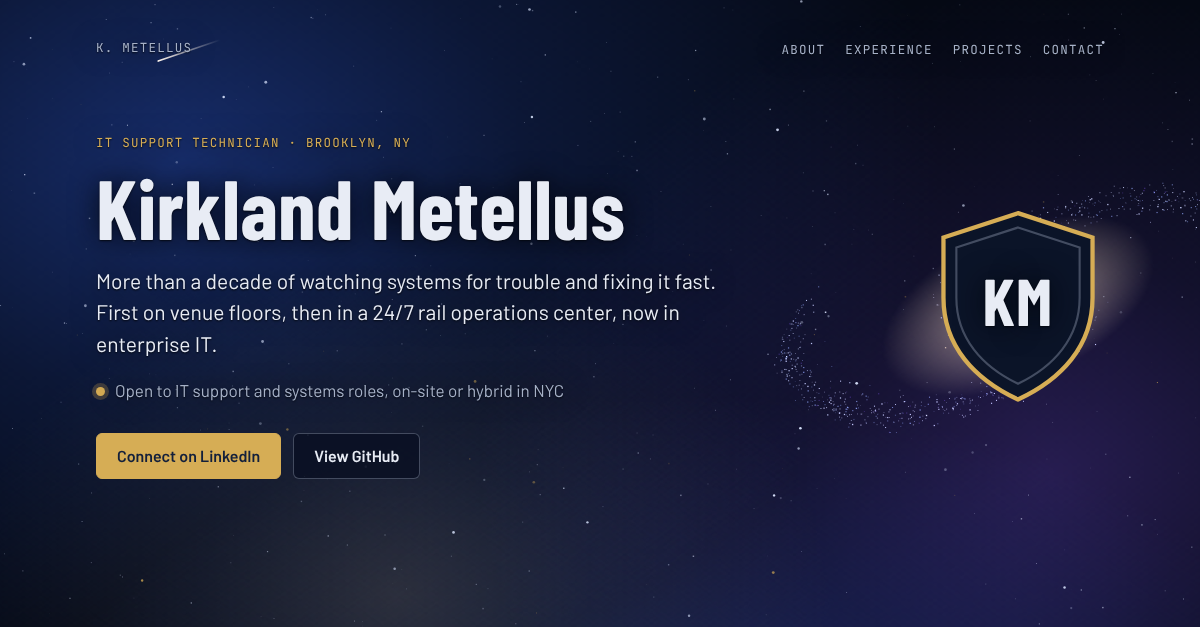 K. METELLUS
ABOUT EXPERIENCE PROJECTS CONTACT
IT SUPPORT TECHNICIAN · BROOKLYN, NY
Kirkland Metellus
More than a decade of watching systems for trouble and fixing it fast.
First on venue floors, then in a 24/7 rail operations center, now in
enterprise IT.
KM
Open to IT support and systems roles, on-site or hybrid in NYC
Connect on LinkedIn View GitHub